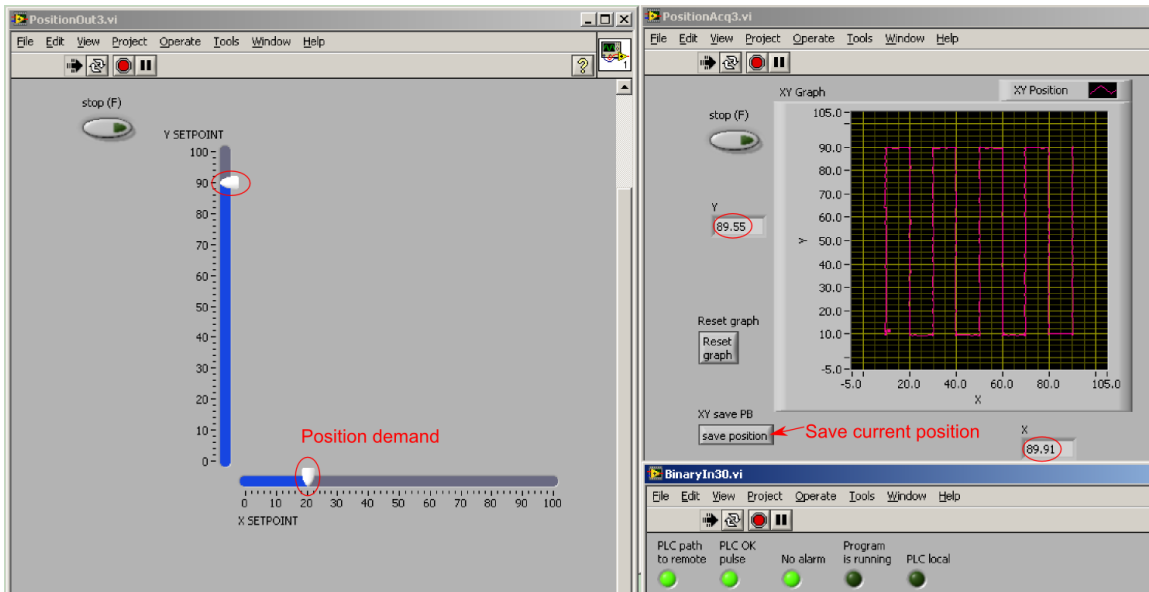 PositionOut3.vi
File Edit View Project Operate Tools Window Help
1
stop (F)
Y SETPOINT
100
90
80
70
60
50
40
30
20
10
0
Position demand
0 10 20 30 40 50 60 70 80 90 100
X SETPOINT
PositionAcq3.vi
File Edit View Project Operate Tools Window Help
XY Graph
XY Position
stop (F)
105.0
90.0
80.0
70.0
60.0
50.0
40.0
30.0
20.0
10.0
-5.0
Y
Y
89.55
-5.0 20.0 40.0 60.0 80.0 105.0
X
Reset graph
Reset
graph
XY save PB
save position
Save current position
X
89.91
BinaryIn30.vi
File Edit View Project Operate Tools Window Help
PLC path
to remote
PLC OK
pulse
No alarm
Program
is running
PLC local